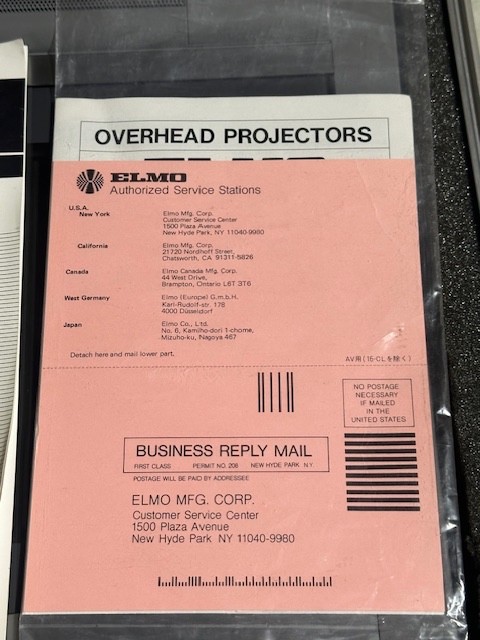 OVERHEAD PROJECTORS
ELMO
Authorized Service Stations
U.S.A.
New York
Elmo Mfg. Corp.
Customer Service Center
1500 Plaza Avenue
New Hyde Park, NY 11040-9980
California
Elmo Mfg. Corp.
21720 Nordhoff Street,
Chatsworth, CA 91311-5826
Canada
Elmo Canada Mfg. Corp.
44 West Drive,
Brampton, Ontario L6T 3T6
West Germany
Elmo (Europe) G.m.b.H.
Karl-Rudolf-str. 178
4000 Düsseldorf
Japan
Elmo Co., Ltd.
No. 6, Kamiho-dori 1-chome,
Mizuho-ku, Nagoya 467
Detach here and mail lower part.
AV用(16-CLを除く)
NO POSTAGE
NECESSARY
IF MAILED
IN THE
UNITED STATES
BUSINESS REPLY MAIL
FIRST CLASS PERMIT NO. 208 NEW HYDE PARK N.Y.
POSTAGE WILL BE PAID BY ADDRESSEE
ELMO MFG. CORP.
Customer Service Center
1500 Plaza Avenue
New Hyde Park NY 11040-9980